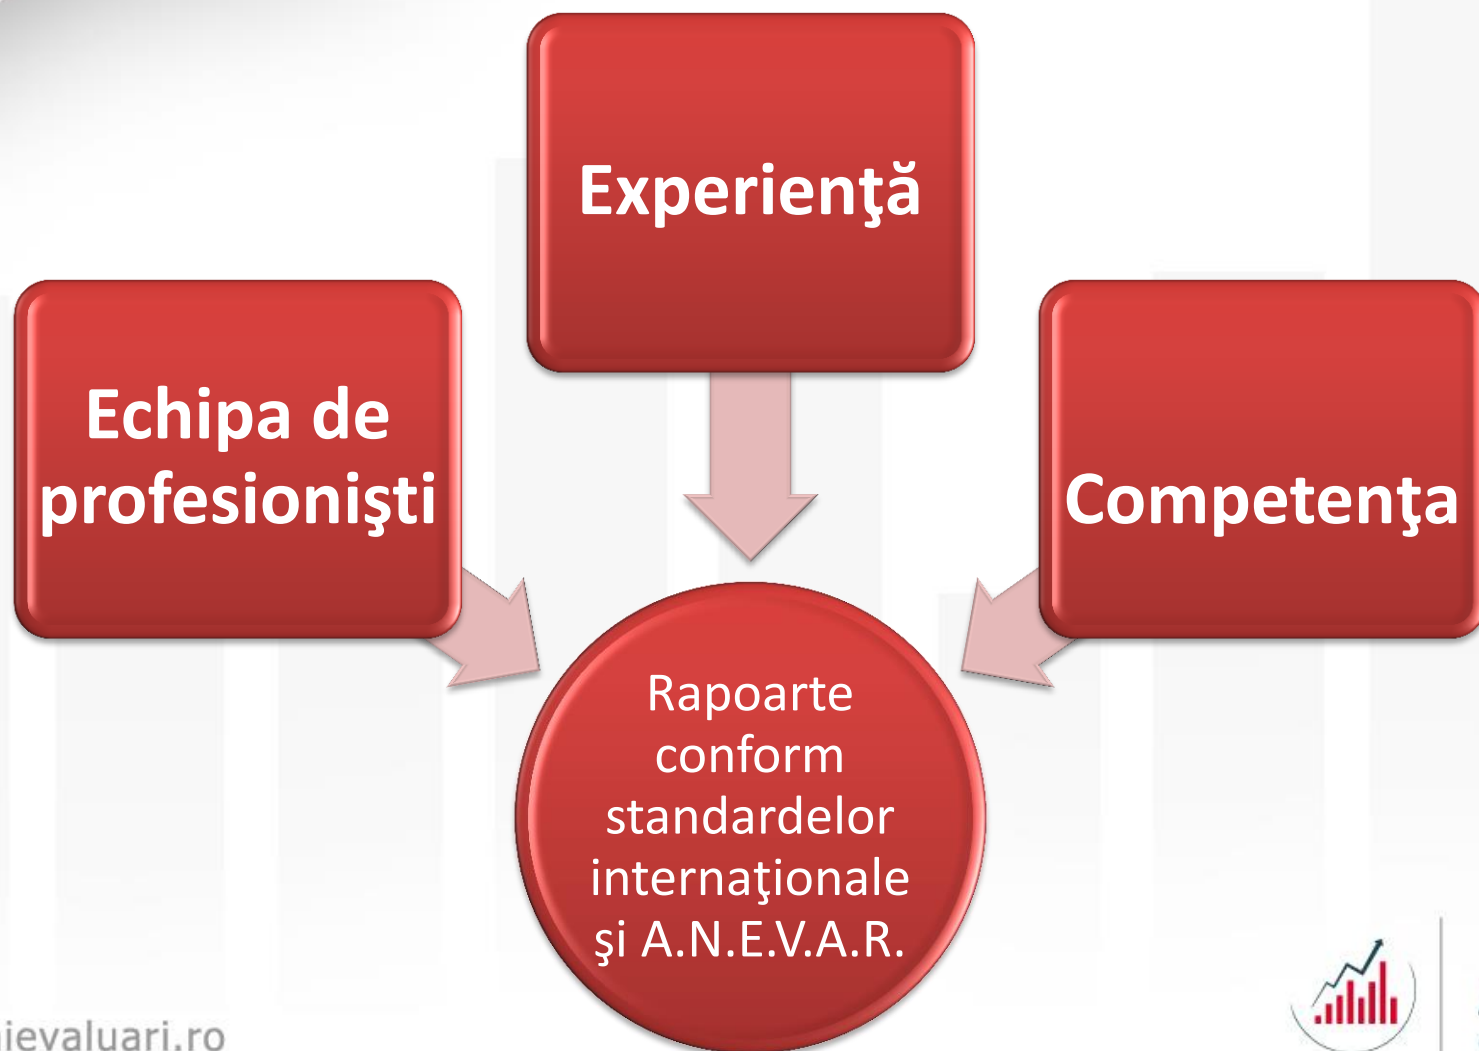 Experienţă
Echipa de
profesionişti
Competenţa
Rapoarte
conform
standardelor
internaţionale
şi A.N.E.V.A.R.
ievaluari.ro